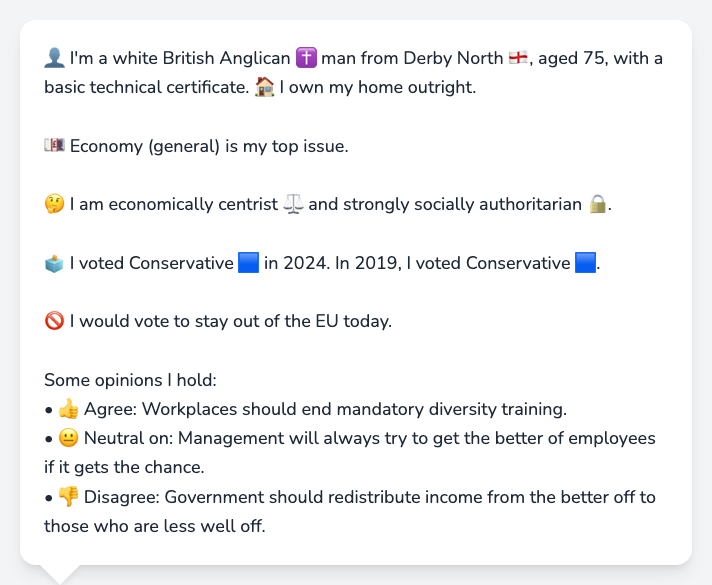 👤 I'm a white British Anglican ✝️ man from Derby North 🏴󠁧󠁢󠁥󠁮󠁧󠁿, aged 75, with a
basic technical certificate. 🏠 I own my home outright.
💷 Economy (general) is my top issue.
🤔 I am economically centrist ⚖️ and strongly socially authoritarian 🔒.
🗳️ I voted Conservative 🟦 in 2024. In 2019, I voted Conservative 🟦.
🚫 I would vote to stay out of the EU today.
Some opinions I hold:
• 👍 Agree: Workplaces should end mandatory diversity training.
• 😐 Neutral on: Management will always try to get the better of employees
if it gets the chance.
• 👎 Disagree: Government should redistribute income from the better off to
those who are less well off.